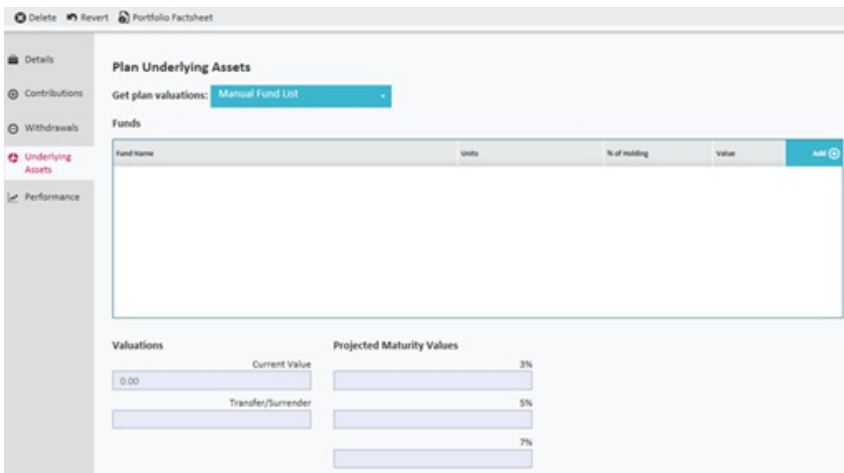 Delete Revert Portfolio Factsheet
Details
Contributions
Withdrawals
Underlying
Assets
Performance
Plan Underlying Assets
Get plan valuations: Manual Fund List
Funds
Fund Name Units % of Holding Value Add
Valuations Projected Maturity Values
Current Value 3%
0.00
Transfer/Surrender 5%
7%